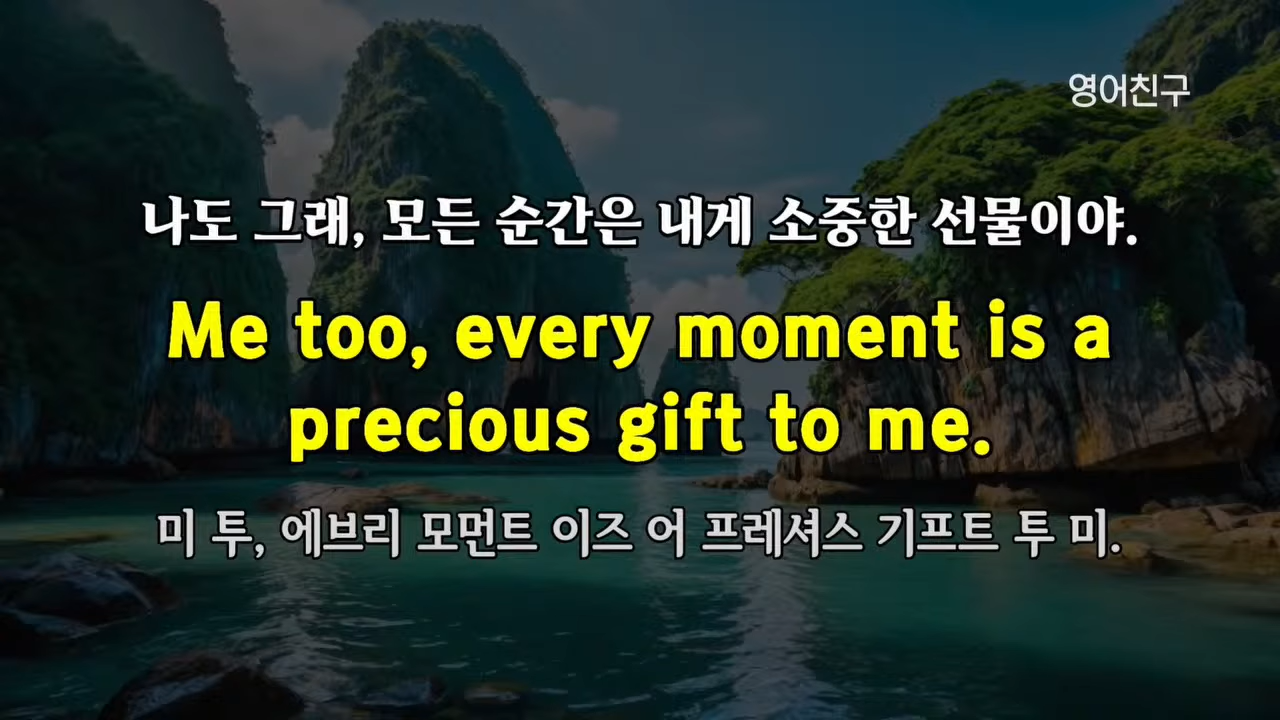 영어친구
나도 그래, 모든 순간은 내게 소중한 선물이야.
Me too, every moment is a
precious gift to me.
미 투, 에브리 모먼트 이즈 어 프레셔스 기프트 투 미.